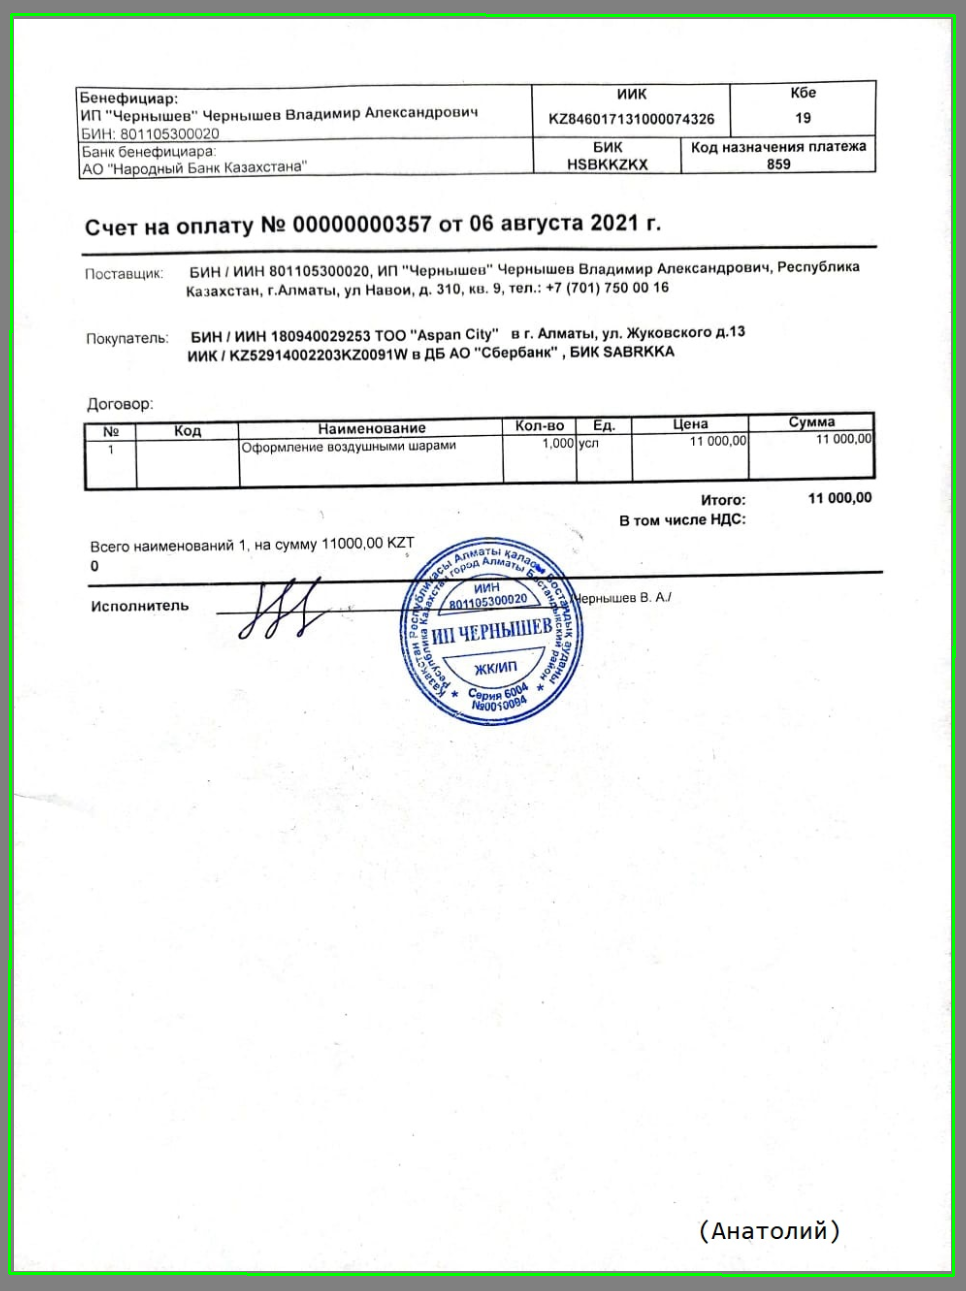 Бенефициар:
ИП "Чернышев" Чернышев Владимир Александрович
БИН: 801105300020
ИИК
KZ846017131000074326
Кбе
19
Банк бенефициара:
АО "Народный Банк Казахстана"
БИК
HSBKKZKX
Код назначения платежа
859
Счет на оплату № 00000000357 от 06 августа 2021 г.
Поставщик: БИН / ИИН 801105300020, ИП "Чернышев" Чернышев Владимир Александрович, Республика
Казахстан, г.Алматы, ул Навои, д. 310, кв. 9, тел.: +7 (701) 750 00 16
Покупатель: БИН / ИИН 180940029253 ТОО "Aspan City" в г. Алматы, ул. Жуковского д.13
ИИК / KZ52914002203KZ0091W в ДБ АО "Сбербанк" , БИК SABRKKA
Договор:
№ Код Наименование Кол-во Ед. Цена Сумма
1 Оформление воздушными шарами 1,000 усл 11 000,00 11 000,00
Итого: 11 000,00
В том числе НДС:
Всего наименований 1, на сумму 11000,00 KZT
0
Исполнитель /Чернышев В. А./
Қазақстан Республикасы Алматы қаласы Бостандық ауданы
Республика Казахстан город Алматы Бостандыкский район
ИИН
801105300020
ИП ЧЕРНЫШЕВ
ЖК/ИП
Серия 6004
№0010094
(Анатолий)